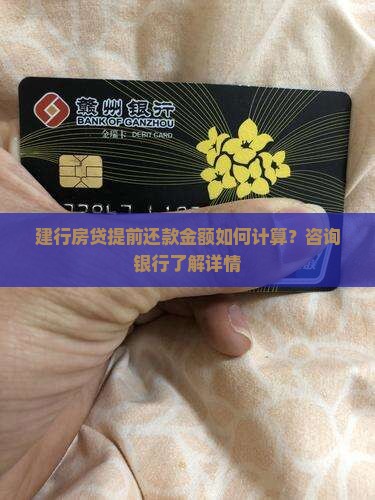 赣州银行
BANK OF GANZHOU
金瑞卡 DEBIT CARD
建行房贷提前还款金额如何计算？咨询
银行了解详情